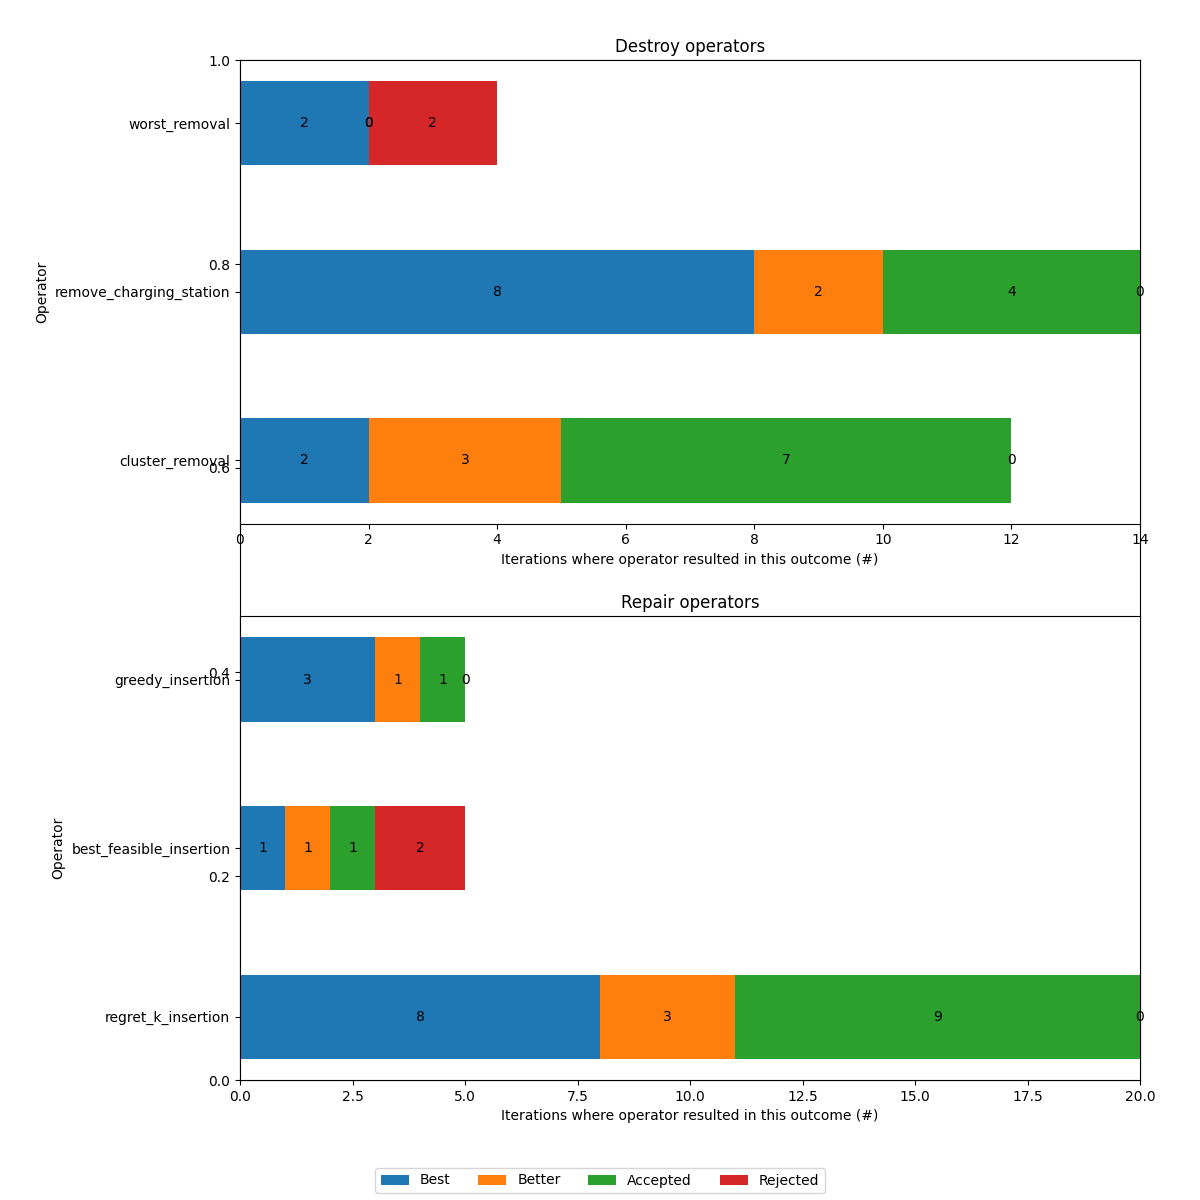 Destroy operators
1.0
worst_removal
2
0
2
0.8
Operator
remove_charging_station
8
2
4
0
cluster_removal
0.6
2
3
7
0
0 2 4 6 8 10 12 14
Iterations where operator resulted in this outcome (#)
Repair operators
0.4
greedy_insertion
3
1
1
0
Operator
best_feasible_insertion
1
1
1
2
0.2
regret_k_insertion
8
3
9
0
0.0
0.0 2.5 5.0 7.5 10.0 12.5 15.0 17.5 20.0
Iterations where operator resulted in this outcome (#)
Best Better Accepted Rejected